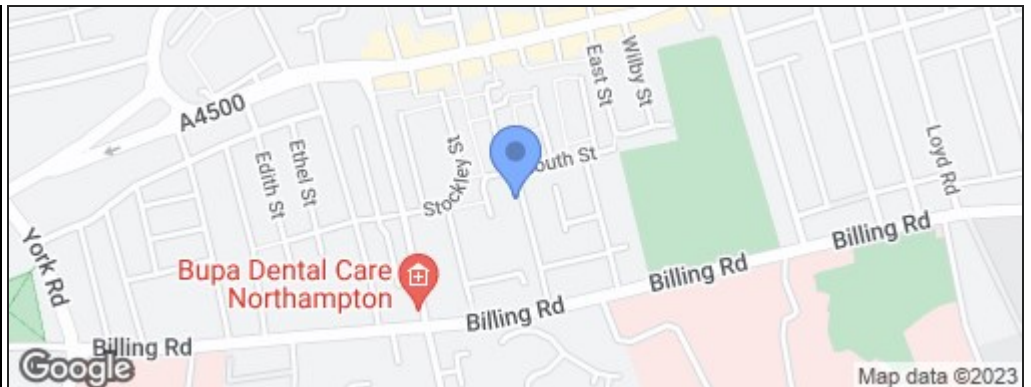 Wilby St
East St
A4500
Loyd Rd
Ethel St
Stockley St
outh St
Edith St
York Rd
Billing Rd
Bupa Dental Care
Northampton
Billing Rd
Billing Rd
Billing Rd
Google
Map data ©2023